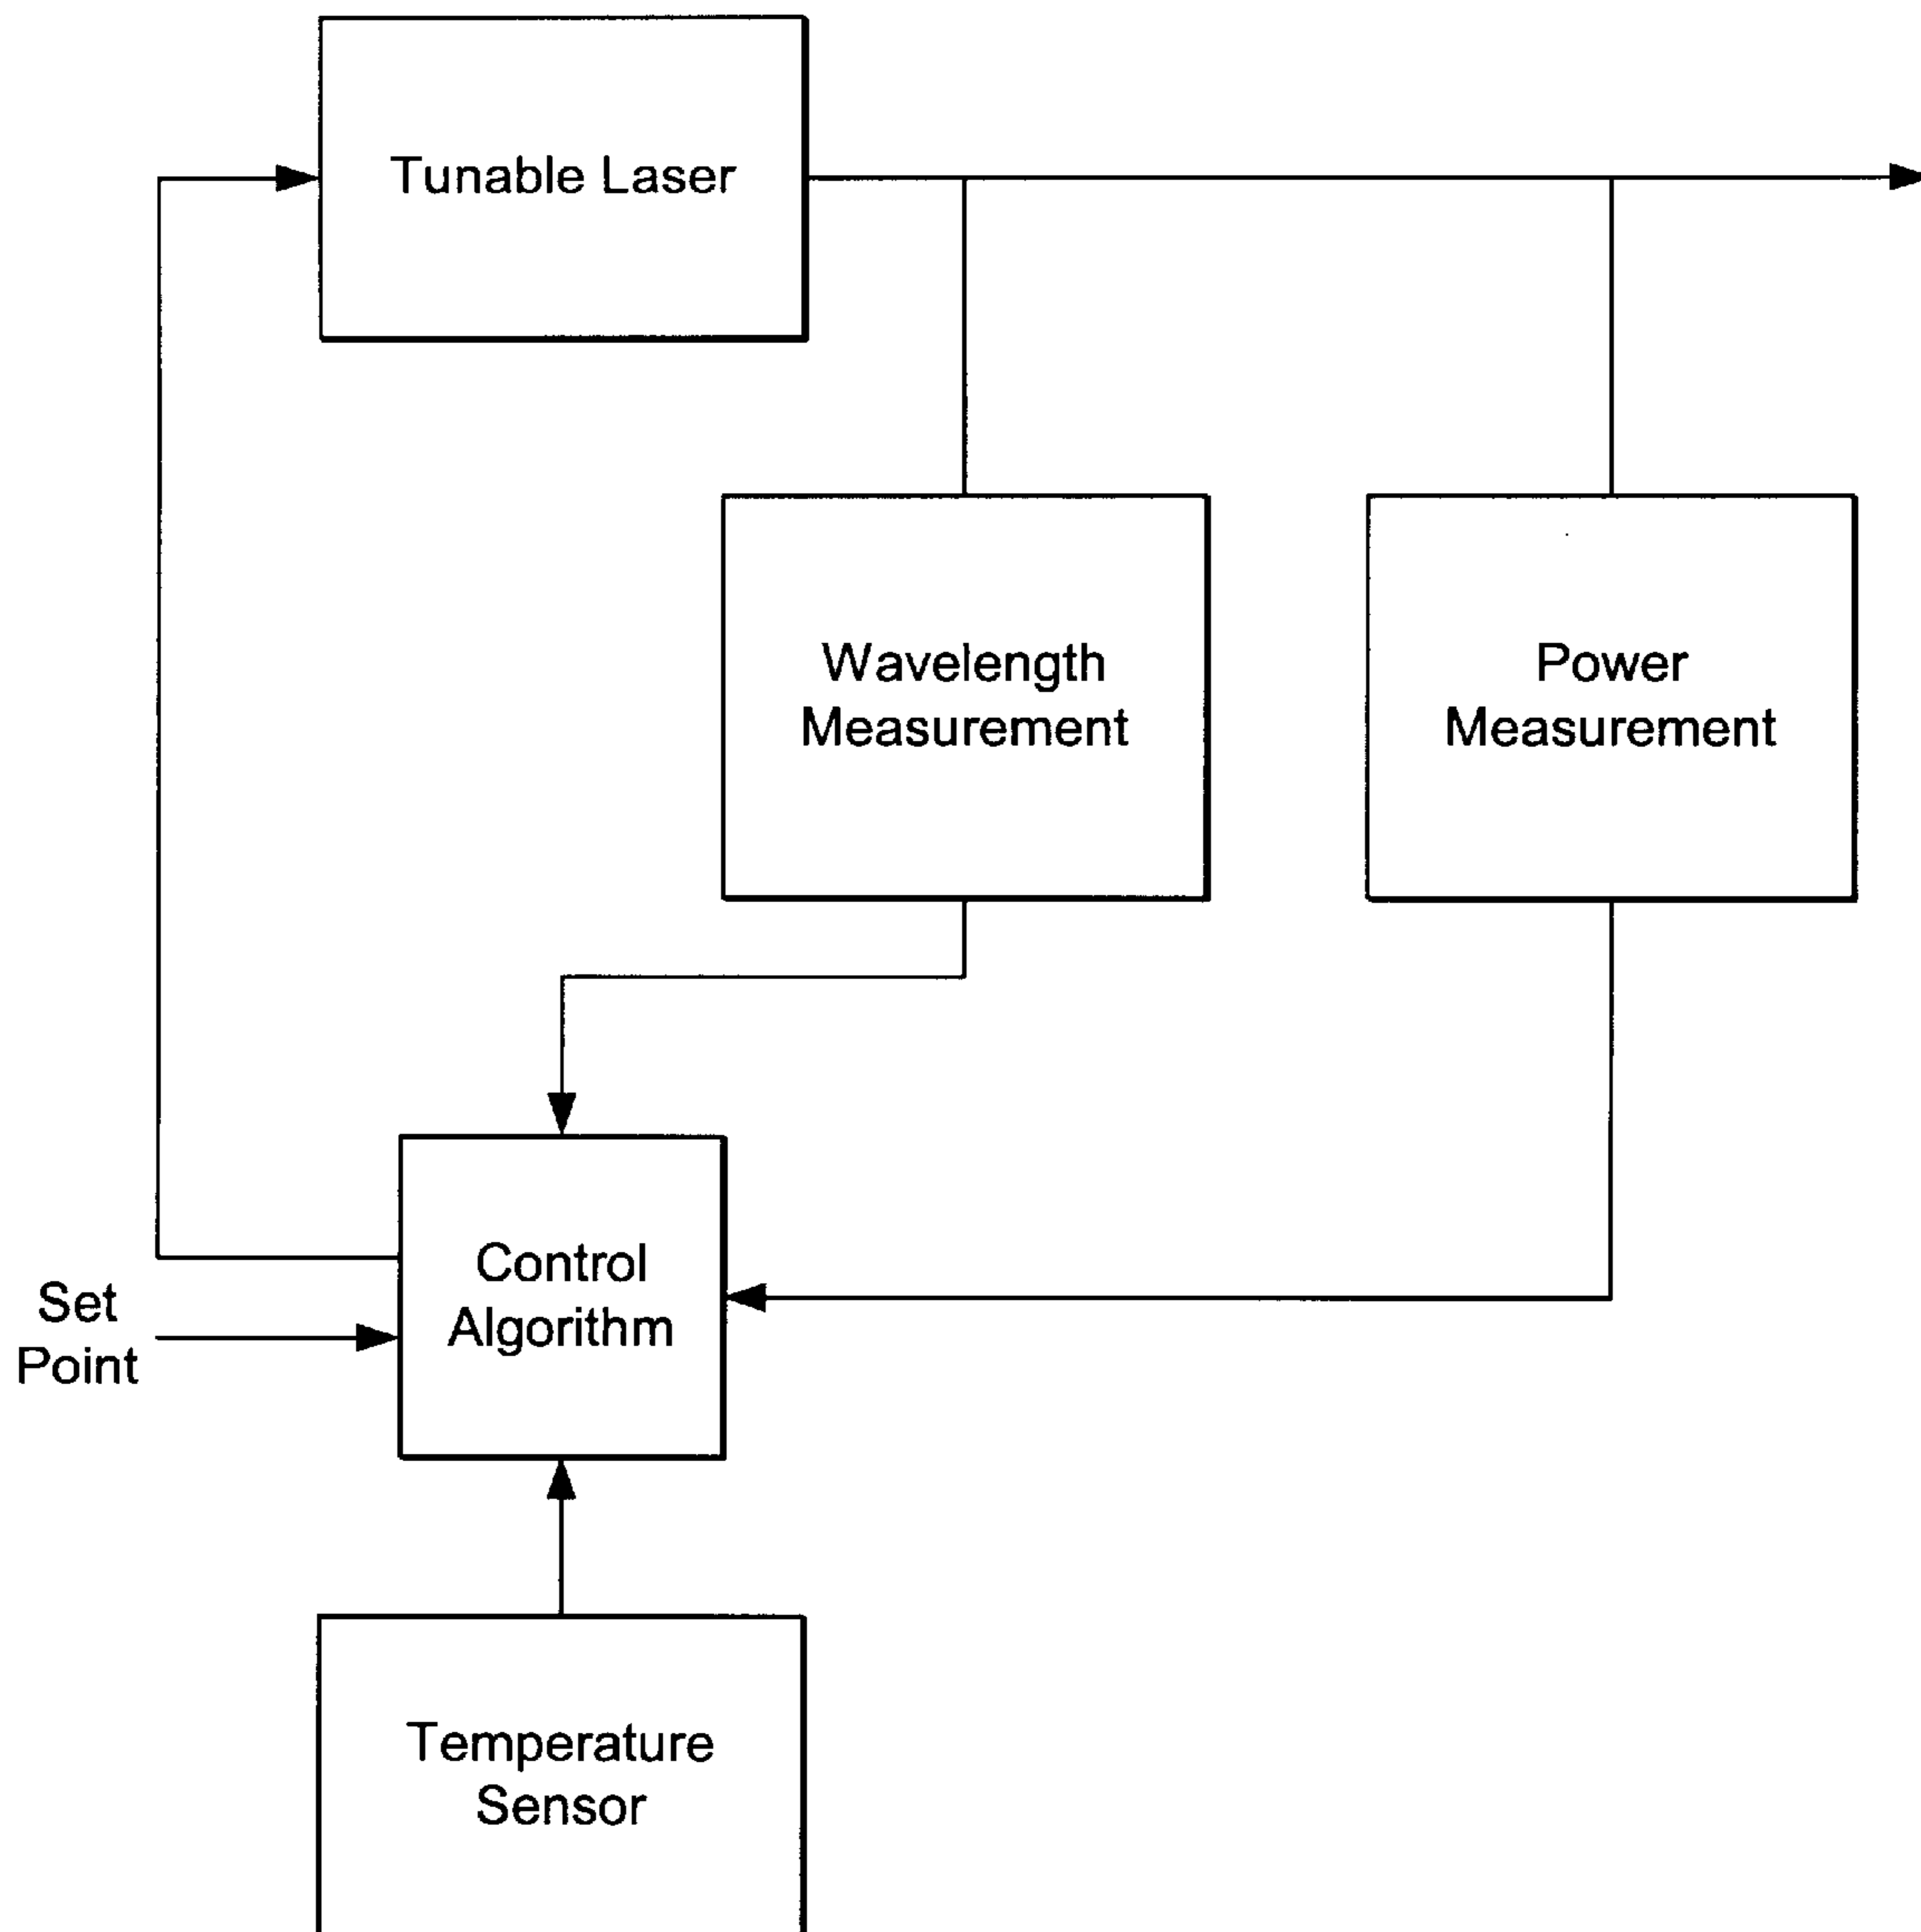 Tunable Laser
Wavelength
Measurement
Power
Measurement
Control
Algorithm
Set
Point
Temperature
Sensor